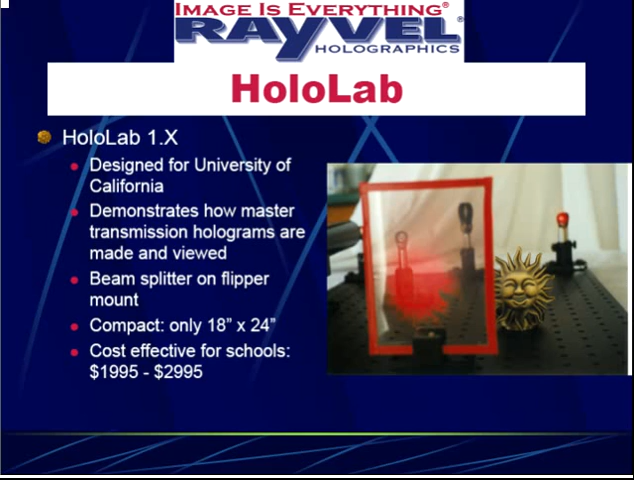 IMAGE IS EVERYTHING®
RAYVEL®
HOLOGRAPHICS
HoloLab
HoloLab 1.X
Designed for University of
California
Demonstrates how master
transmission holograms are
made and viewed
Beam splitter on flipper
mount
Compact: only 18” x 24”
Cost effective for schools:
$1995 - $2995